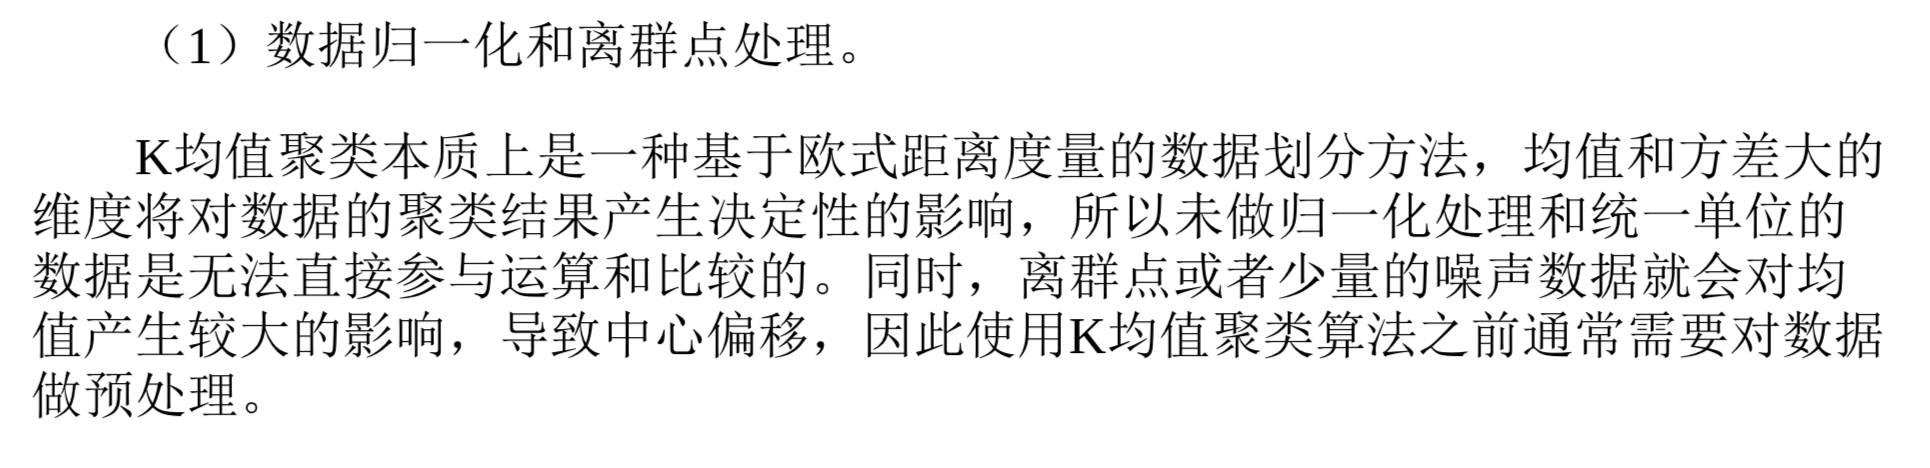 （1）数据归一化和离群点处理。
K均值聚类本质上是一种基于欧式距离度量的数据划分方法，均值和方差大的
维度将对数据的聚类结果产生决定性的影响，所以未做归一化处理和统一单位的
数据是无法直接参与运算和比较的。同时，离群点或者少量的噪声数据就会对均
值产生较大的影响，导致中心偏移，因此使用K均值聚类算法之前通常需要对数据
做预处理。